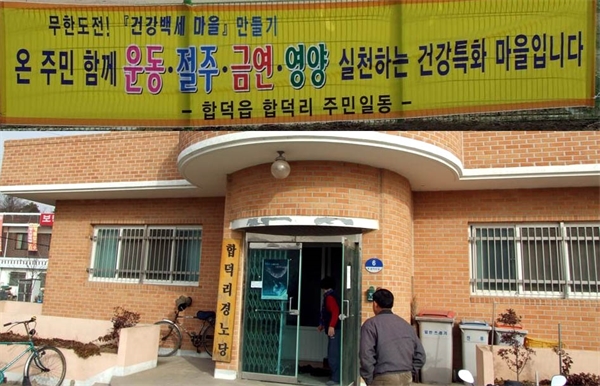 무한도전! 『건강백세 마을』 만들기
온 주민 함께 운동·절주·금연·영양 실천하는 건강특화 마을입니다
– 합덕읍 합덕리 주민일동 –
합덕리경노당
6